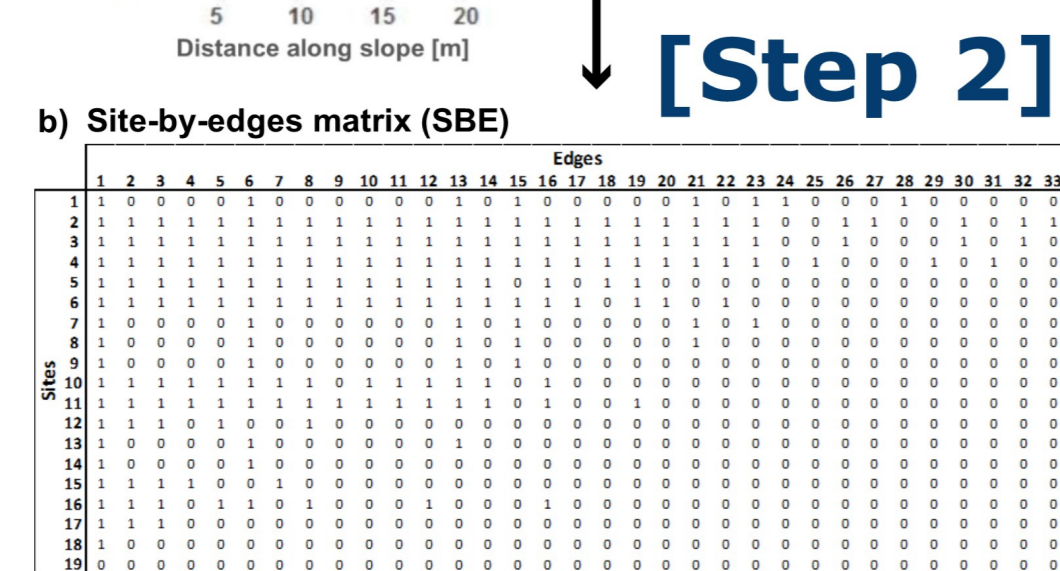 5 10 15 20
Distance along slope [m]
[Step 2]
b) Site-by-edges matrix (SBE)
Edges
1 2 3 4 5 6 7 8 9 10 11 12 13 14 15 16 17 18 19 20 21 22 23 24 25 26 27 28 29 30 31 32 33
Sites
1 1 0 0 0 0 1 0 0 0 0 0 0 1 0 1 0 0 0 0 0 1 0 1 1 0 0 0 1 0 0 0 0 0
2 1 1 1 1 1 1 1 1 1 1 1 1 1 1 1 1 1 1 1 1 1 1 1 0 0 1 1 0 0 1 0 1 1
3 1 1 1 1 1 1 1 1 1 1 1 1 1 1 1 1 1 1 1 1 1 1 1 0 0 1 0 0 0 1 0 1 0
4 1 1 1 1 1 1 1 1 1 1 1 1 1 1 1 1 1 1 1 1 1 1 1 0 1 0 0 0 1 0 1 0 0
5 1 1 1 1 1 1 1 1 1 1 1 1 1 1 0 1 0 1 1 0 0 0 0 0 0 0 0 0 0 0 0 0 0
6 1 1 1 1 1 1 1 1 1 1 1 1 1 1 1 1 1 0 1 1 0 1 0 0 0 0 0 0 0 0 0 0 0
7 1 0 0 0 0 1 0 0 0 0 0 0 1 0 1 0 0 0 0 0 1 0 1 0 0 0 0 0 0 0 0 0 0
8 1 0 0 0 0 1 0 0 0 0 0 0 1 0 1 0 0 0 0 0 1 0 0 0 0 0 0 0 0 0 0 0 0
9 1 0 0 0 0 1 0 0 0 0 0 0 1 0 1 0 0 0 0 0 0 0 0 0 0 0 0 0 0 0 0 0 0
10 1 1 1 1 1 1 1 1 0 1 1 1 1 1 0 1 0 0 0 0 0 0 0 0 0 0 0 0 0 0 0 0 0
11 1 1 1 1 1 1 1 1 1 1 1 1 1 1 0 1 0 0 1 0 0 0 0 0 0 0 0 0 0 0 0 0 0
12 1 1 1 0 1 0 0 1 0 0 0 0 0 0 0 0 0 0 0 0 0 0 0 0 0 0 0 0 0 0 0 0 0
13 1 0 0 0 0 1 0 0 0 0 0 0 1 0 0 0 0 0 0 0 0 0 0 0 0 0 0 0 0 0 0 0 0
14 1 0 0 0 0 1 0 0 0 0 0 0 0 0 0 0 0 0 0 0 0 0 0 0 0 0 0 0 0 0 0 0 0
15 1 1 1 1 0 0 1 0 0 0 0 0 0 0 0 0 0 0 0 0 0 0 0 0 0 0 0 0 0 0 0 0 0
16 1 1 1 0 1 1 0 1 0 0 0 1 0 0 0 1 0 0 0 0 0 0 0 0 0 0 0 0 0 0 0 0 0
17 1 1 1 0 0 0 0 0 0 0 0 0 0 0 0 0 0 0 0 0 0 0 0 0 0 0 0 0 0 0 0 0 0
18 1 0 0 0 0 0 0 0 0 0 0 0 0 0 0 0 0 0 0 0 0 0 0 0 0 0 0 0 0 0 0 0 0
19 0 0 0 0 0 0 0 0 0 0 0 0 0 0 0 0 0 0 0 0 0 0 0 0 0 0 0 0 0 0 0 0 0